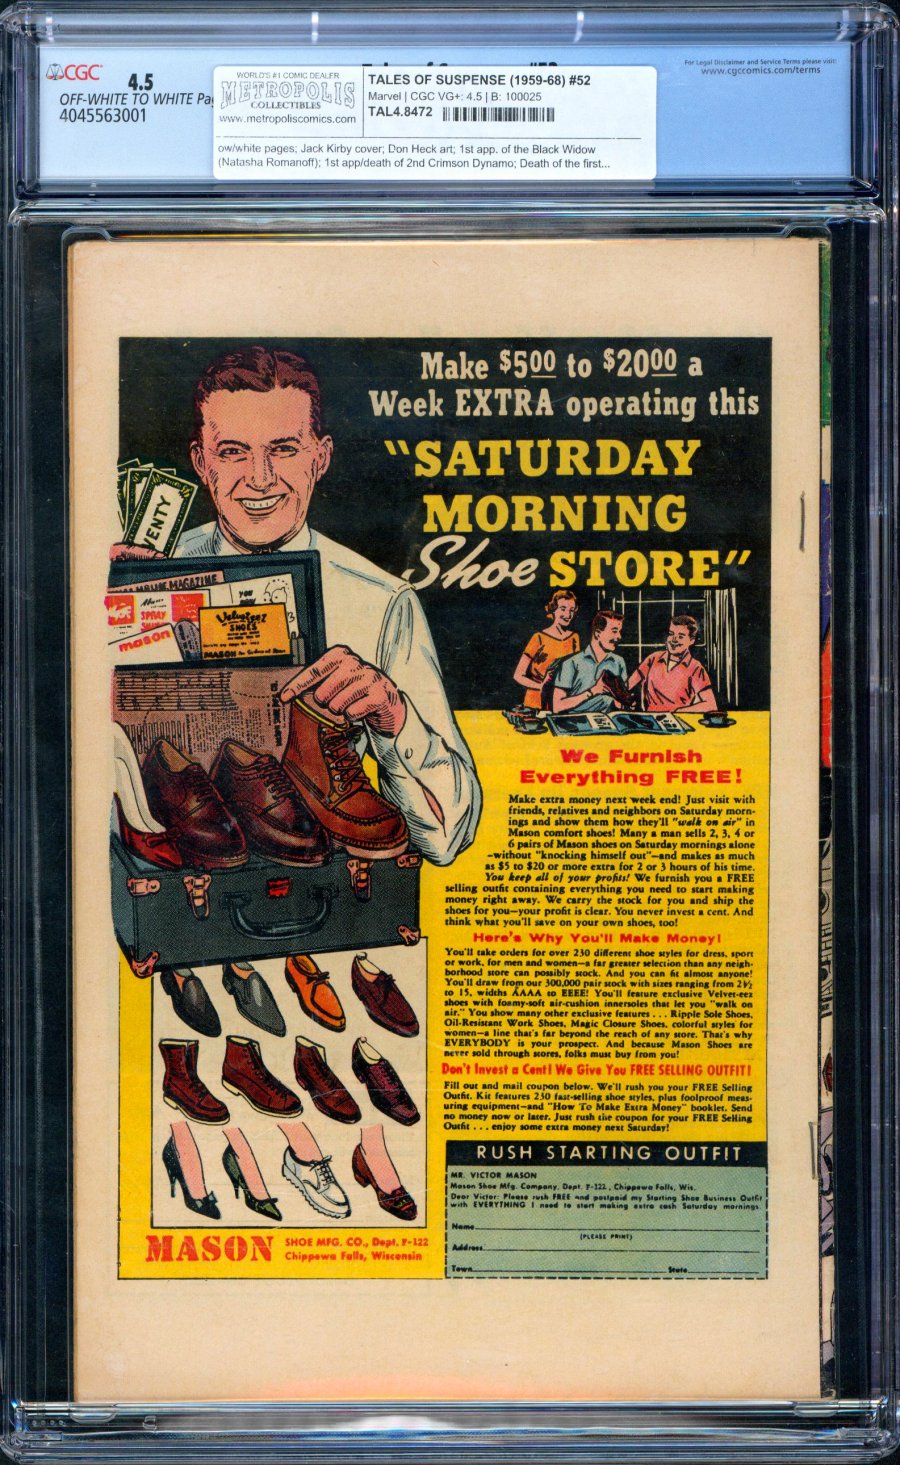 CGC
4.5
OFF-WHITE TO WHITE
4045563001
WORLD'S #1 COMIC DEALER
METROPOLIS
COLLECTIBLES
www.metropoliscomics.com
TALES OF SUSPENSE (1959-68) #52
Marvel | CGC VG+: 4.5 | B: 100025
TAL4.8472
ow/white pages; Jack Kirby cover; Don Heck art; 1st app. of the Black Widow
(Natasha Romanoff); 1st app/death of 2nd Crimson Dynamo; Death of the first...
For Legal Disclaimer and Service Terms please visit:
www.cgccomics.com/terms
Make $5.00 to $20.00 a
Week EXTRA operating this
"SATURDAY
MORNING
Shoe STORE"
MAGAZINE
SPRAY
mason
Velvet-eez
SHOES
We Furnish
Everything FREE!
Make extra money next week end! Just visit with
friends, relatives and neighbors on Saturday morn-
ings and show them how they'll "walk on air" in
Mason comfort shoes! Many a man sells 2, 3, 4 or
6 pairs of Mason shoes on Saturday mornings alone
-without "knocking himself out"-and makes as much
as $5 to $20 or more extra for 2 or 3 hours of his time.
You keep all of your profits! We furnish you a FREE
selling outfit containing everything you need to start making
money right away. We carry the stock for you and ship the
shoes for you—your profit is clear. You never invest a cent. And
think what you'll save on your own shoes, too!
Here's Why You'll Make Money!
You'll take orders for over 230 different shoe styles for dress, sport
or work, for men and women—a far greater selection than any neigh-
borhood store can possibly stock. And you can fit almost anyone!
You'll draw from our 300,000 pair stock with sizes ranging from 2½
to 15, widths AAAA to EEEE! You'll feature exclusive Velvet-eez
shoes with foamy-soft air-cushion innersoles that let you "walk on
air." You show many other exclusive features . . . Ripple Sole Shoes,
Oil-Resistant Work Shoes, Magic Closure Shoes, colorful styles for
women—a line that's far beyond the reach of any store. That's why
EVERYBODY is your prospect. And because Mason Shoes are
never sold through stores, folks must buy from you!
Don't Invest a Cent! We Give You FREE SELLING OUTFIT!
Fill out and mail coupon below. We'll rush you your FREE Selling
Outfit. Kit features 230 fast-selling shoe styles, plus foolproof meas-
uring equipment—and "How To Make Extra Money" booklet. Send
no money now or later. Just rush the coupon for your FREE Selling
Outfit . . . enjoy some extra money next Saturday!
RUSH STARTING OUTFIT
MR. VICTOR MASON
Mason Shoe Mfg. Company, Dept. F-122, Chippewa Falls, Wis.
Dear Victor: Please rush FREE and postpaid my Starting Shoe Business Outfit
with EVERYTHING I need to start making extra cash Saturday mornings.
Name
(PLEASE PRINT)
Address
Town State
MASON SHOE MFG. CO., Dept. F-122
Chippewa Falls, Wisconsin